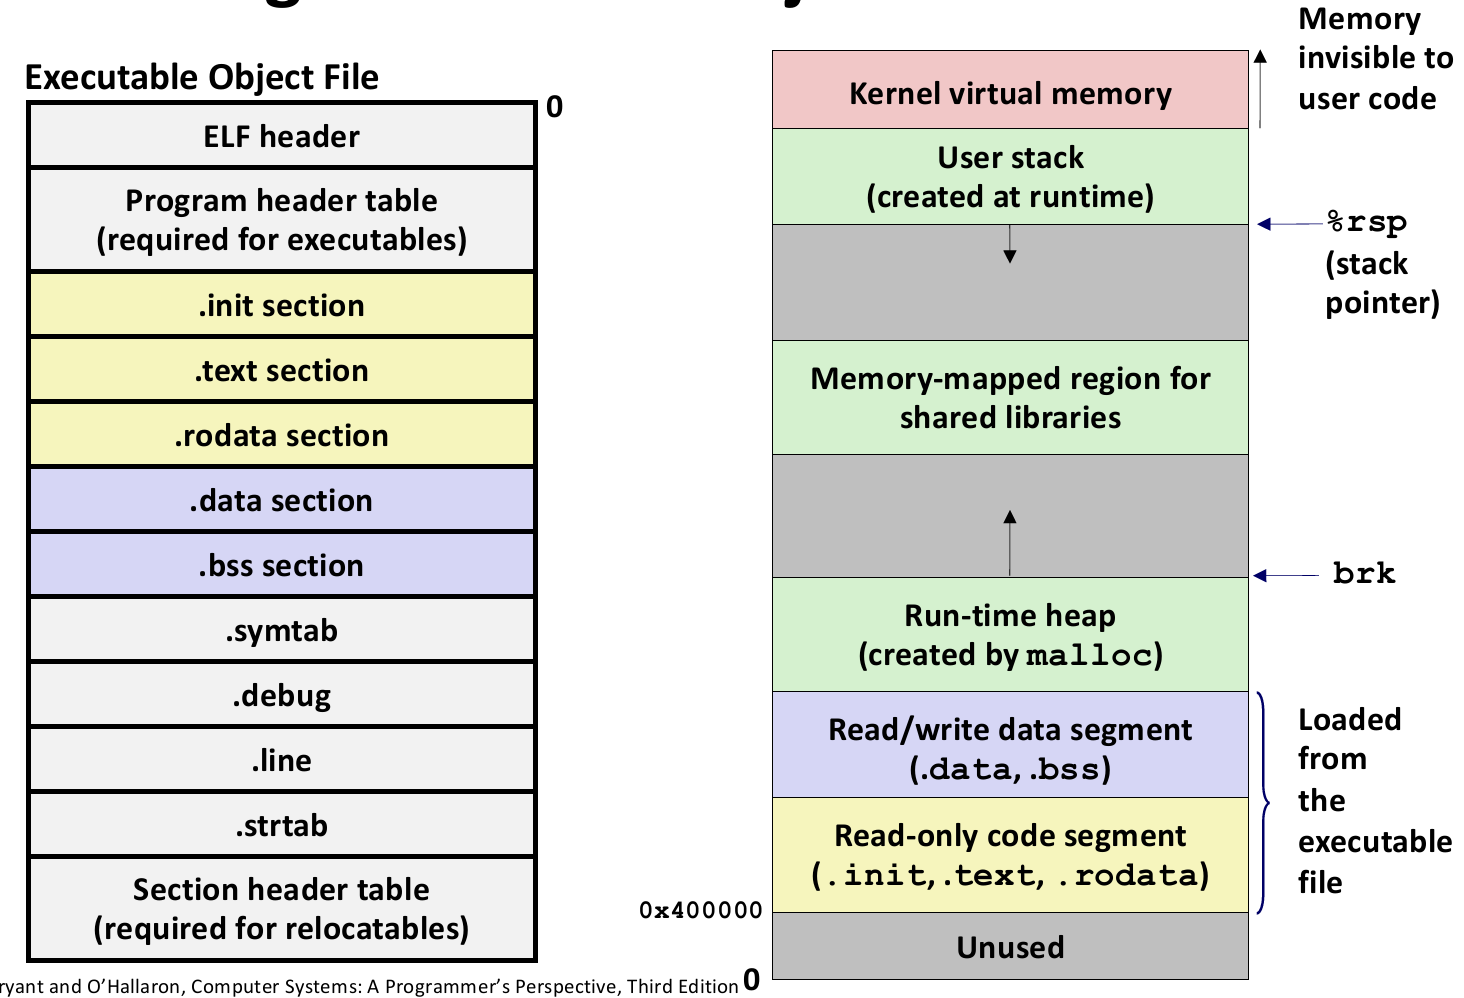 Executable Object File
0
ELF header
Program header table
(required for executables)
.init section
.text section
.rodata section
.data section
.bss section
.symtab
.debug
.line
.strtab
Section header table
(required for relocatables)
Kernel virtual memory
User stack
(created at runtime)
Memory-mapped region for
shared libraries
Run-time heap
(created by malloc)
Read/write data segment
(.data, .bss)
Read-only code segment
(.init, .text, .rodata)
Unused
0x400000
0
Memory
invisible to
user code
%rsp
(stack
pointer)
brk
Loaded
from
the
executable
file
and O’Hallaron, Computer Systems: A Programmer’s Perspective, Third Edition